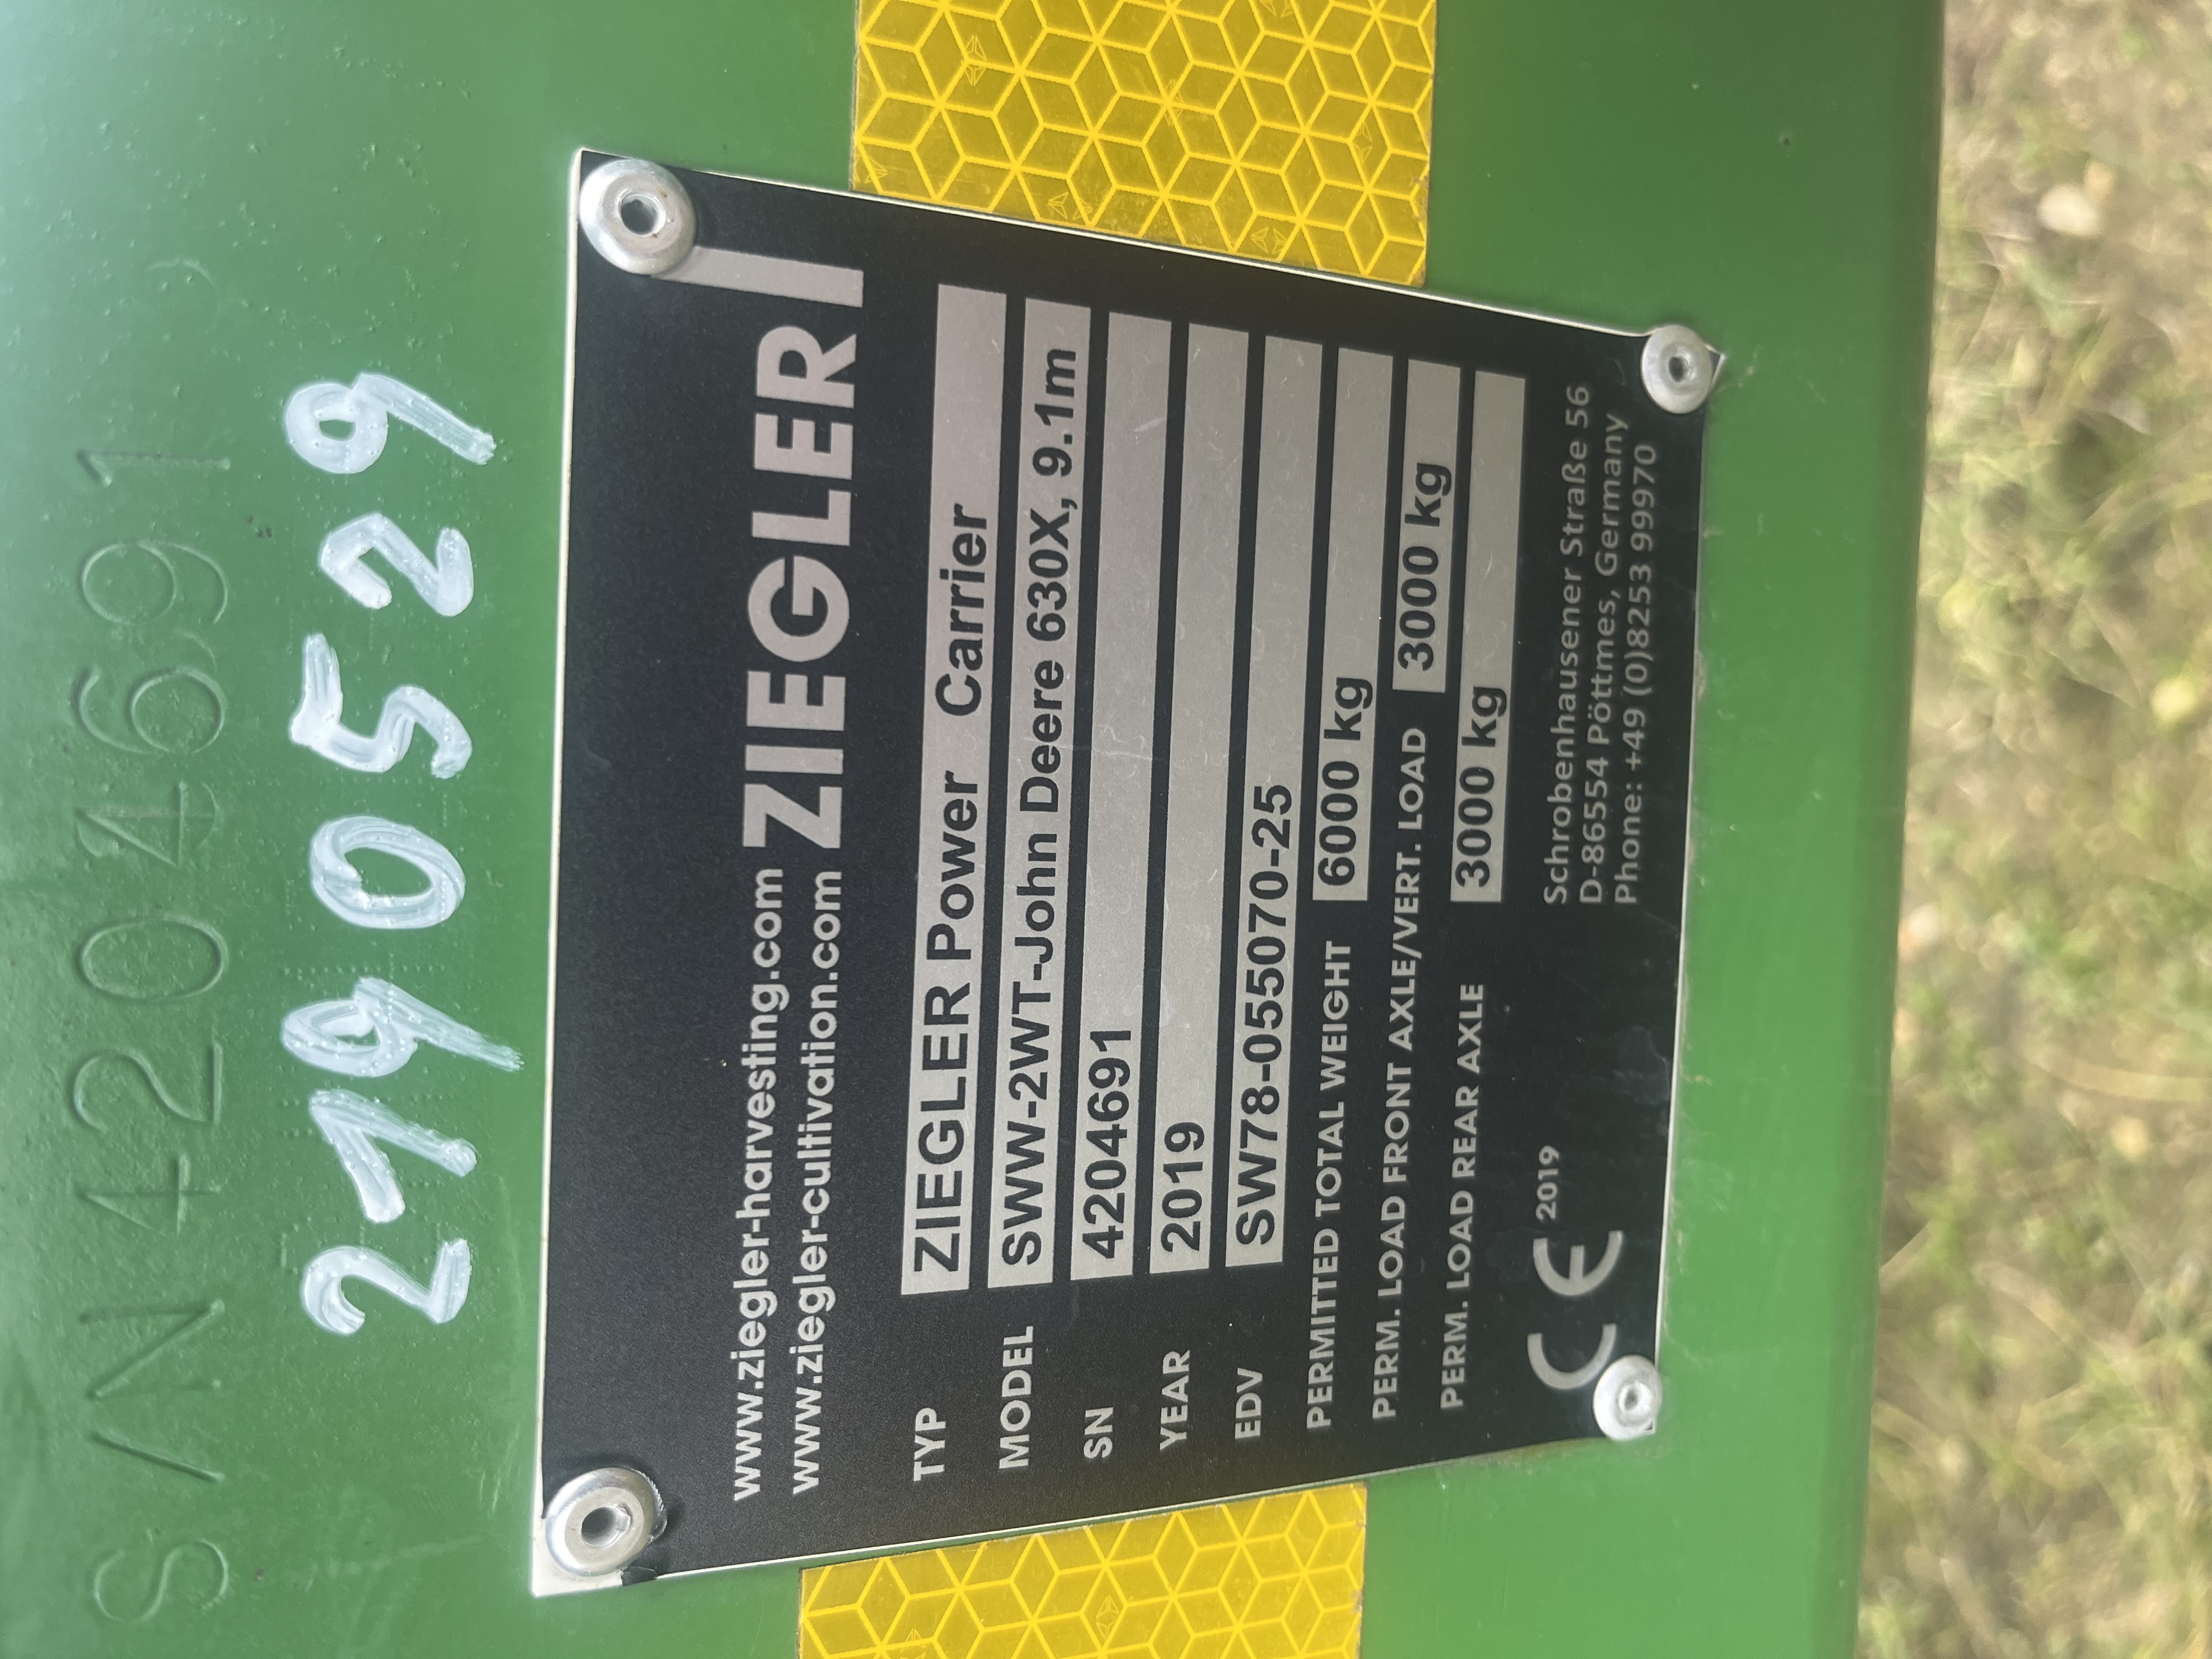 S/N 4204691
2190529
www.ziegler-harvesting.com
www.ziegler-cultivation.com
ZIEGLER
TYP ZIEGLER Power Carrier
MODEL SWW-2WT-John Deere 630X, 9.1m
SN 4204691
YEAR 2019
EDV SW78-055070-25
PERMITTED TOTAL WEIGHT 6000 kg
PERM. LOAD FRONT AXLE/VERT. LOAD 3000 kg
PERM. LOAD REAR AXLE 3000 kg
CE 2019
Schrobenhausener Straße 56
D-86554 Pöttmes, Germany
Phone: +49 (0)8253 99970